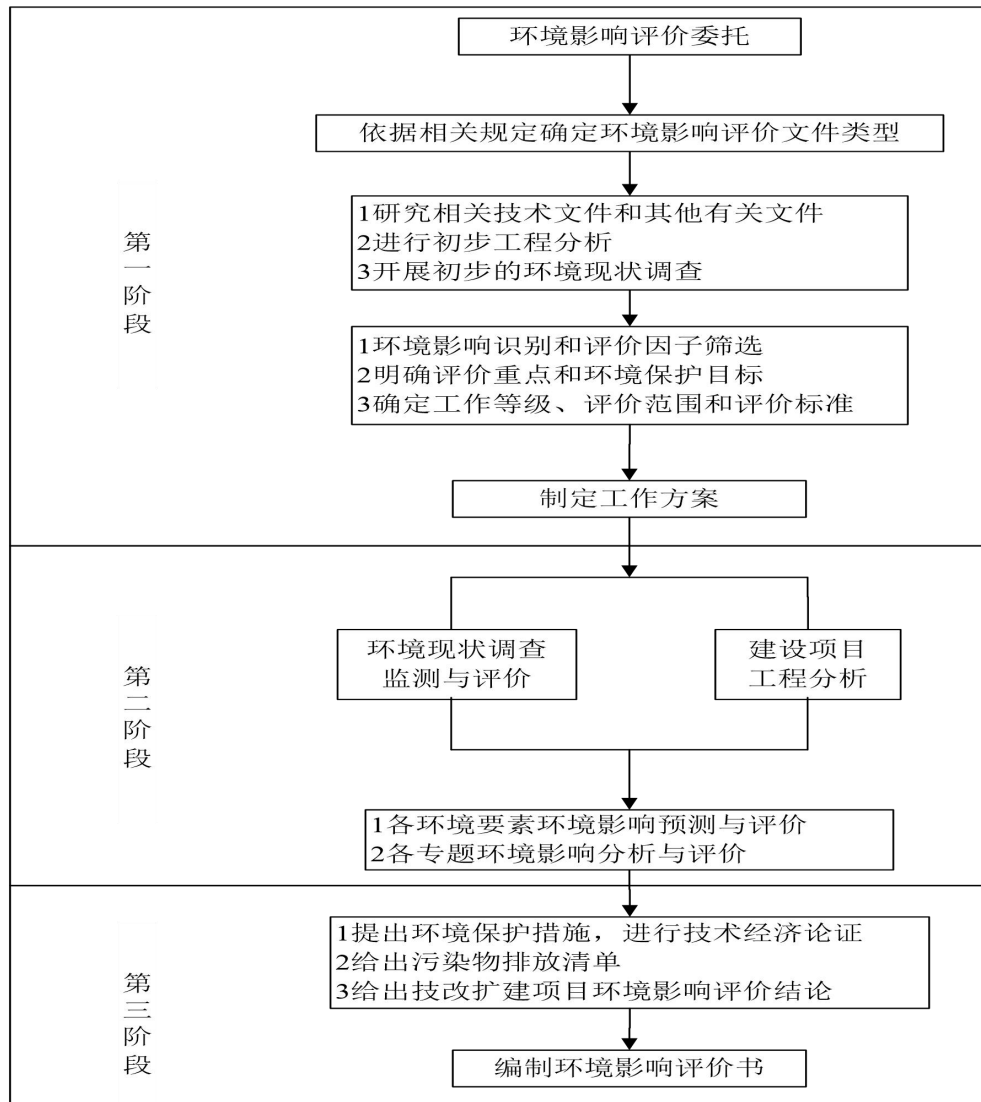 环境影响评价委托
依据相关规定确定环境影响评价文件类型
第一阶段
1研究相关技术文件和其他有关文件
2进行初步工程分析
3开展初步的环境现状调查
1环境影响识别和评价因子筛选
2明确评价重点和环境保护目标
3确定工作等级、评价范围和评价标准
制定工作方案
第二阶段
环境现状调查
监测与评价
建设项目
工程分析
1各环境要素环境影响预测与评价
2各专题环境影响分析与评价
第三阶段
1提出环境保护措施，进行技术经济论证
2给出污染物排放清单
3给出技改扩建项目环境影响评价结论
编制环境影响评价书